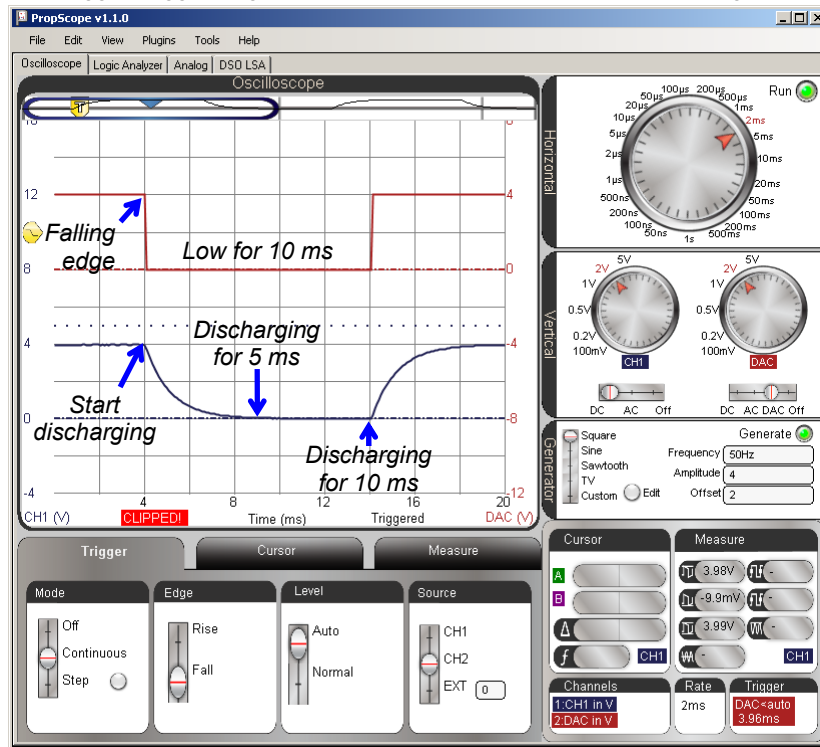 PropScope v1.1.0
File Edit View Plugins Tools Help
Oscilloscope Logic Analyzer Analog DSO LSA
Oscilloscope
12
8
4
0
-4
4
0
-4
-8
-12
Falling
edge
Low for 10 ms
Discharging
for 5 ms
Start
discharging
Discharging
for 10 ms
4 8 12 16 20
CH1 (V) CLIPPED! Time (ms) Triggered DAC (V)
Horizontal
Run
1s
50ns
100ns
200ns
500ns
1µs
2µs
5µs
10µs
20µs
50µs
100µs
200µs
500µs
1ms
2ms
5ms
10ms
20ms
50ms
100ms
200ms
500ms
Vertical
5V
2V
1V
0.5V
0.2V
100mV
CH1
DC AC Off
5V
2V
1V
0.5V
0.2V
100mV
DAC
DC AC DAC Off
Generator
Square
Sine
Sawtooth
TV
Custom Edit
Generate
Frequency 50Hz
Amplitude 4
Offset 2
Trigger Cursor Measure
Mode
Off
Continuous
Step
Edge
Rise
Fall
Level
Auto
Normal
Source
CH1
CH2
EXT 0
Cursor
A
B
Δ
f CH1
Measure
3.98V -
-9.9mV -
3.99V -
- CH1
Channels
1:CH1 in V
2:DAC in V
Rate
2ms
Trigger
DAC<auto
3.96ms